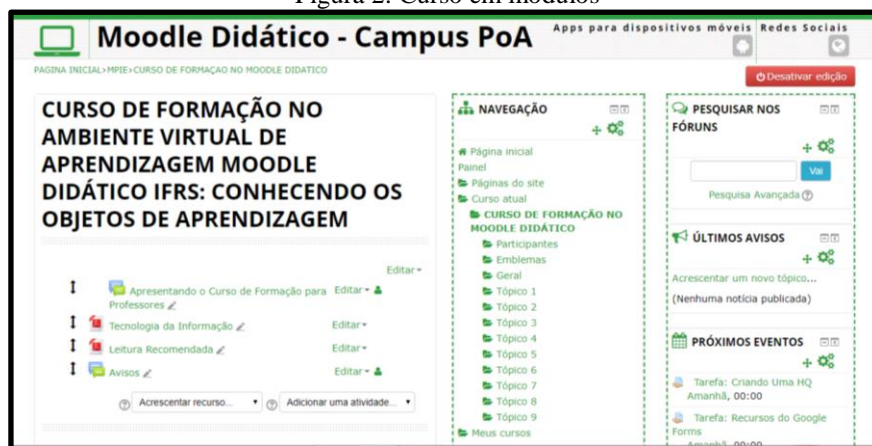 Figura 2: Curso em módulos
Moodle Didático - Campus PoA
Apps para dispositivos móveis
Redes Sociais
PAGINA INICIAL›MPIE›CURSO DE FORMAÇAO NO MOODLE DIDATICO
Desativar edição
CURSO DE FORMAÇÃO NO
AMBIENTE VIRTUAL DE
APRENDIZAGEM MOODLE
DIDÁTICO IFRS: CONHECENDO OS
OBJETOS DE APRENDIZAGEM
Editar
Apresentando o Curso de Formação para
Professores
Editar
Tecnologia da Informação
Editar
Leitura Recomendada
Editar
Avisos
Editar
Acrescentar recurso...
Adicionar uma atividade...
NAVEGAÇÃO
Página inicial
Painel
Páginas do site
Curso atual
CURSO DE FORMAÇÃO NO
MOODLE DIDÁTICO
Participantes
Emblemas
Geral
Tópico 1
Tópico 2
Tópico 3
Tópico 4
Tópico 5
Tópico 6
Tópico 7
Tópico 8
Tópico 9
Meus cursos
PESQUISAR NOS
FÓRUNS
Vai
Pesquisa Avançada
ÚLTIMOS AVISOS
Acrescentar um novo tópico...
(Nenhuma notícia publicada)
PRÓXIMOS EVENTOS
Tarefa: Criando Uma HQ
Amanhã, 00:00
Tarefa: Recursos do Google
Forms
Amanhã, 00:00